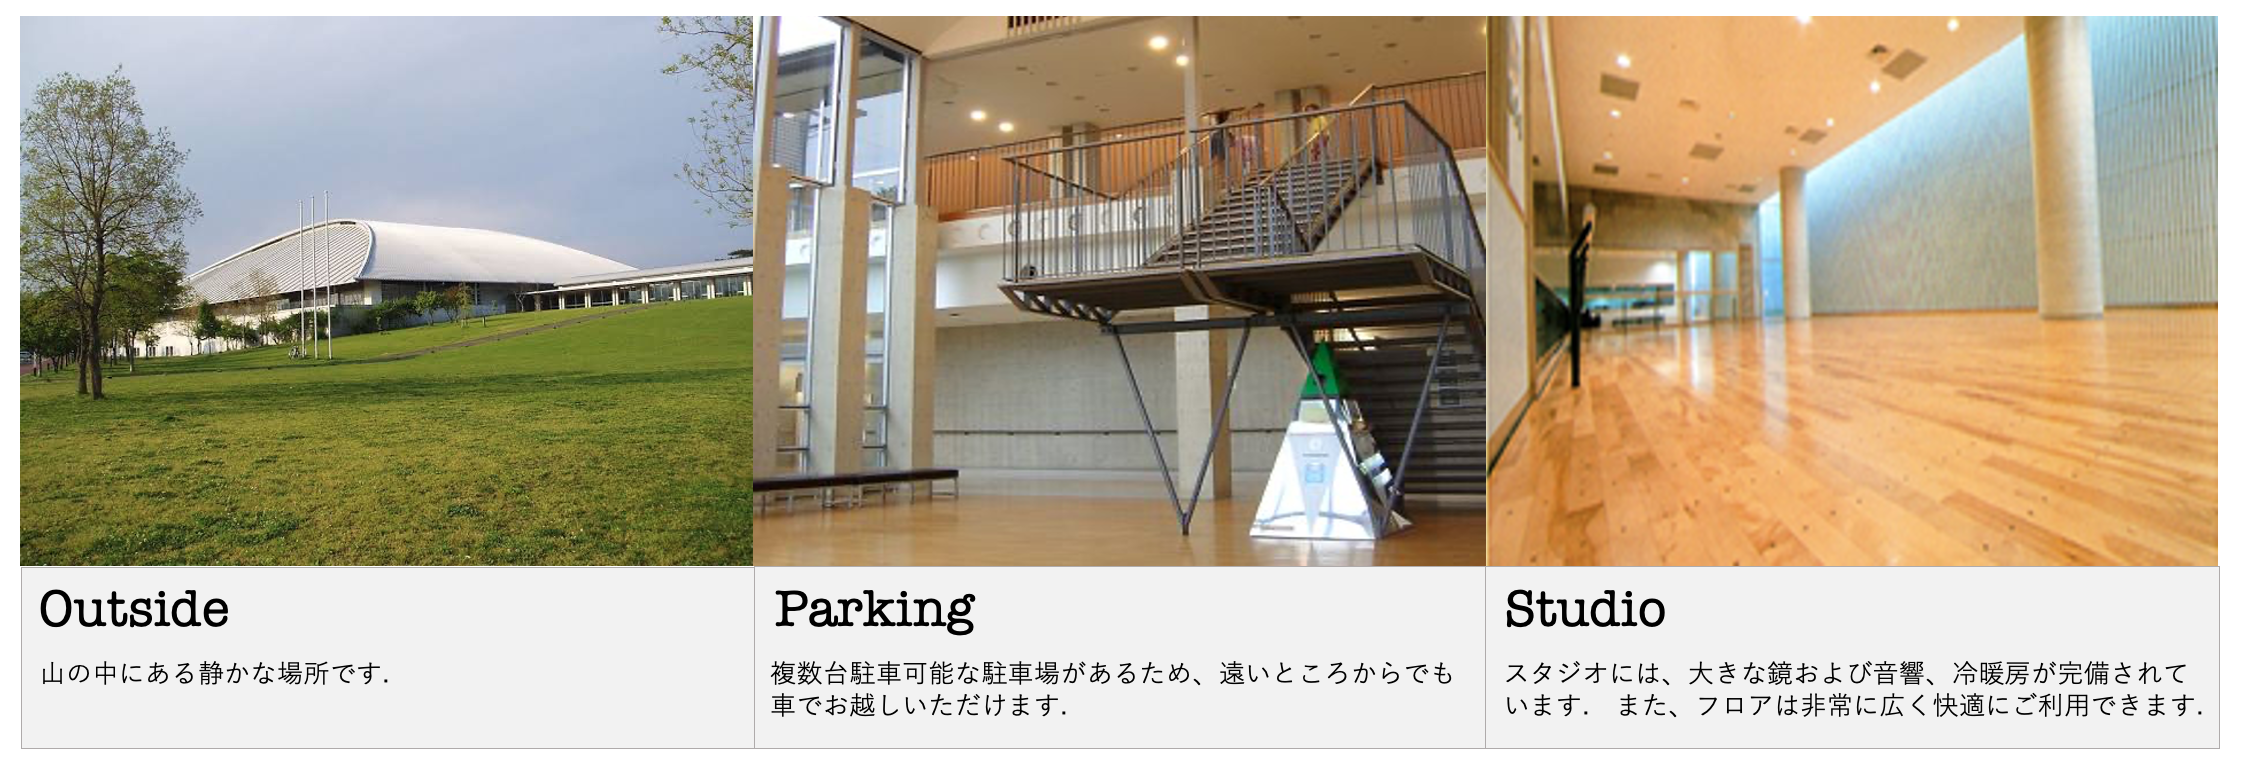 Outside
山の中にある静かな場所です.
Parking
複数台駐車可能な駐車場があるため、遠いところからでも
車でお越しいただけます.
Studio
スタジオには、大きな鏡および音響、冷暖房が完備されて
います.　また、フロアは非常に広く快適にご利用できます.